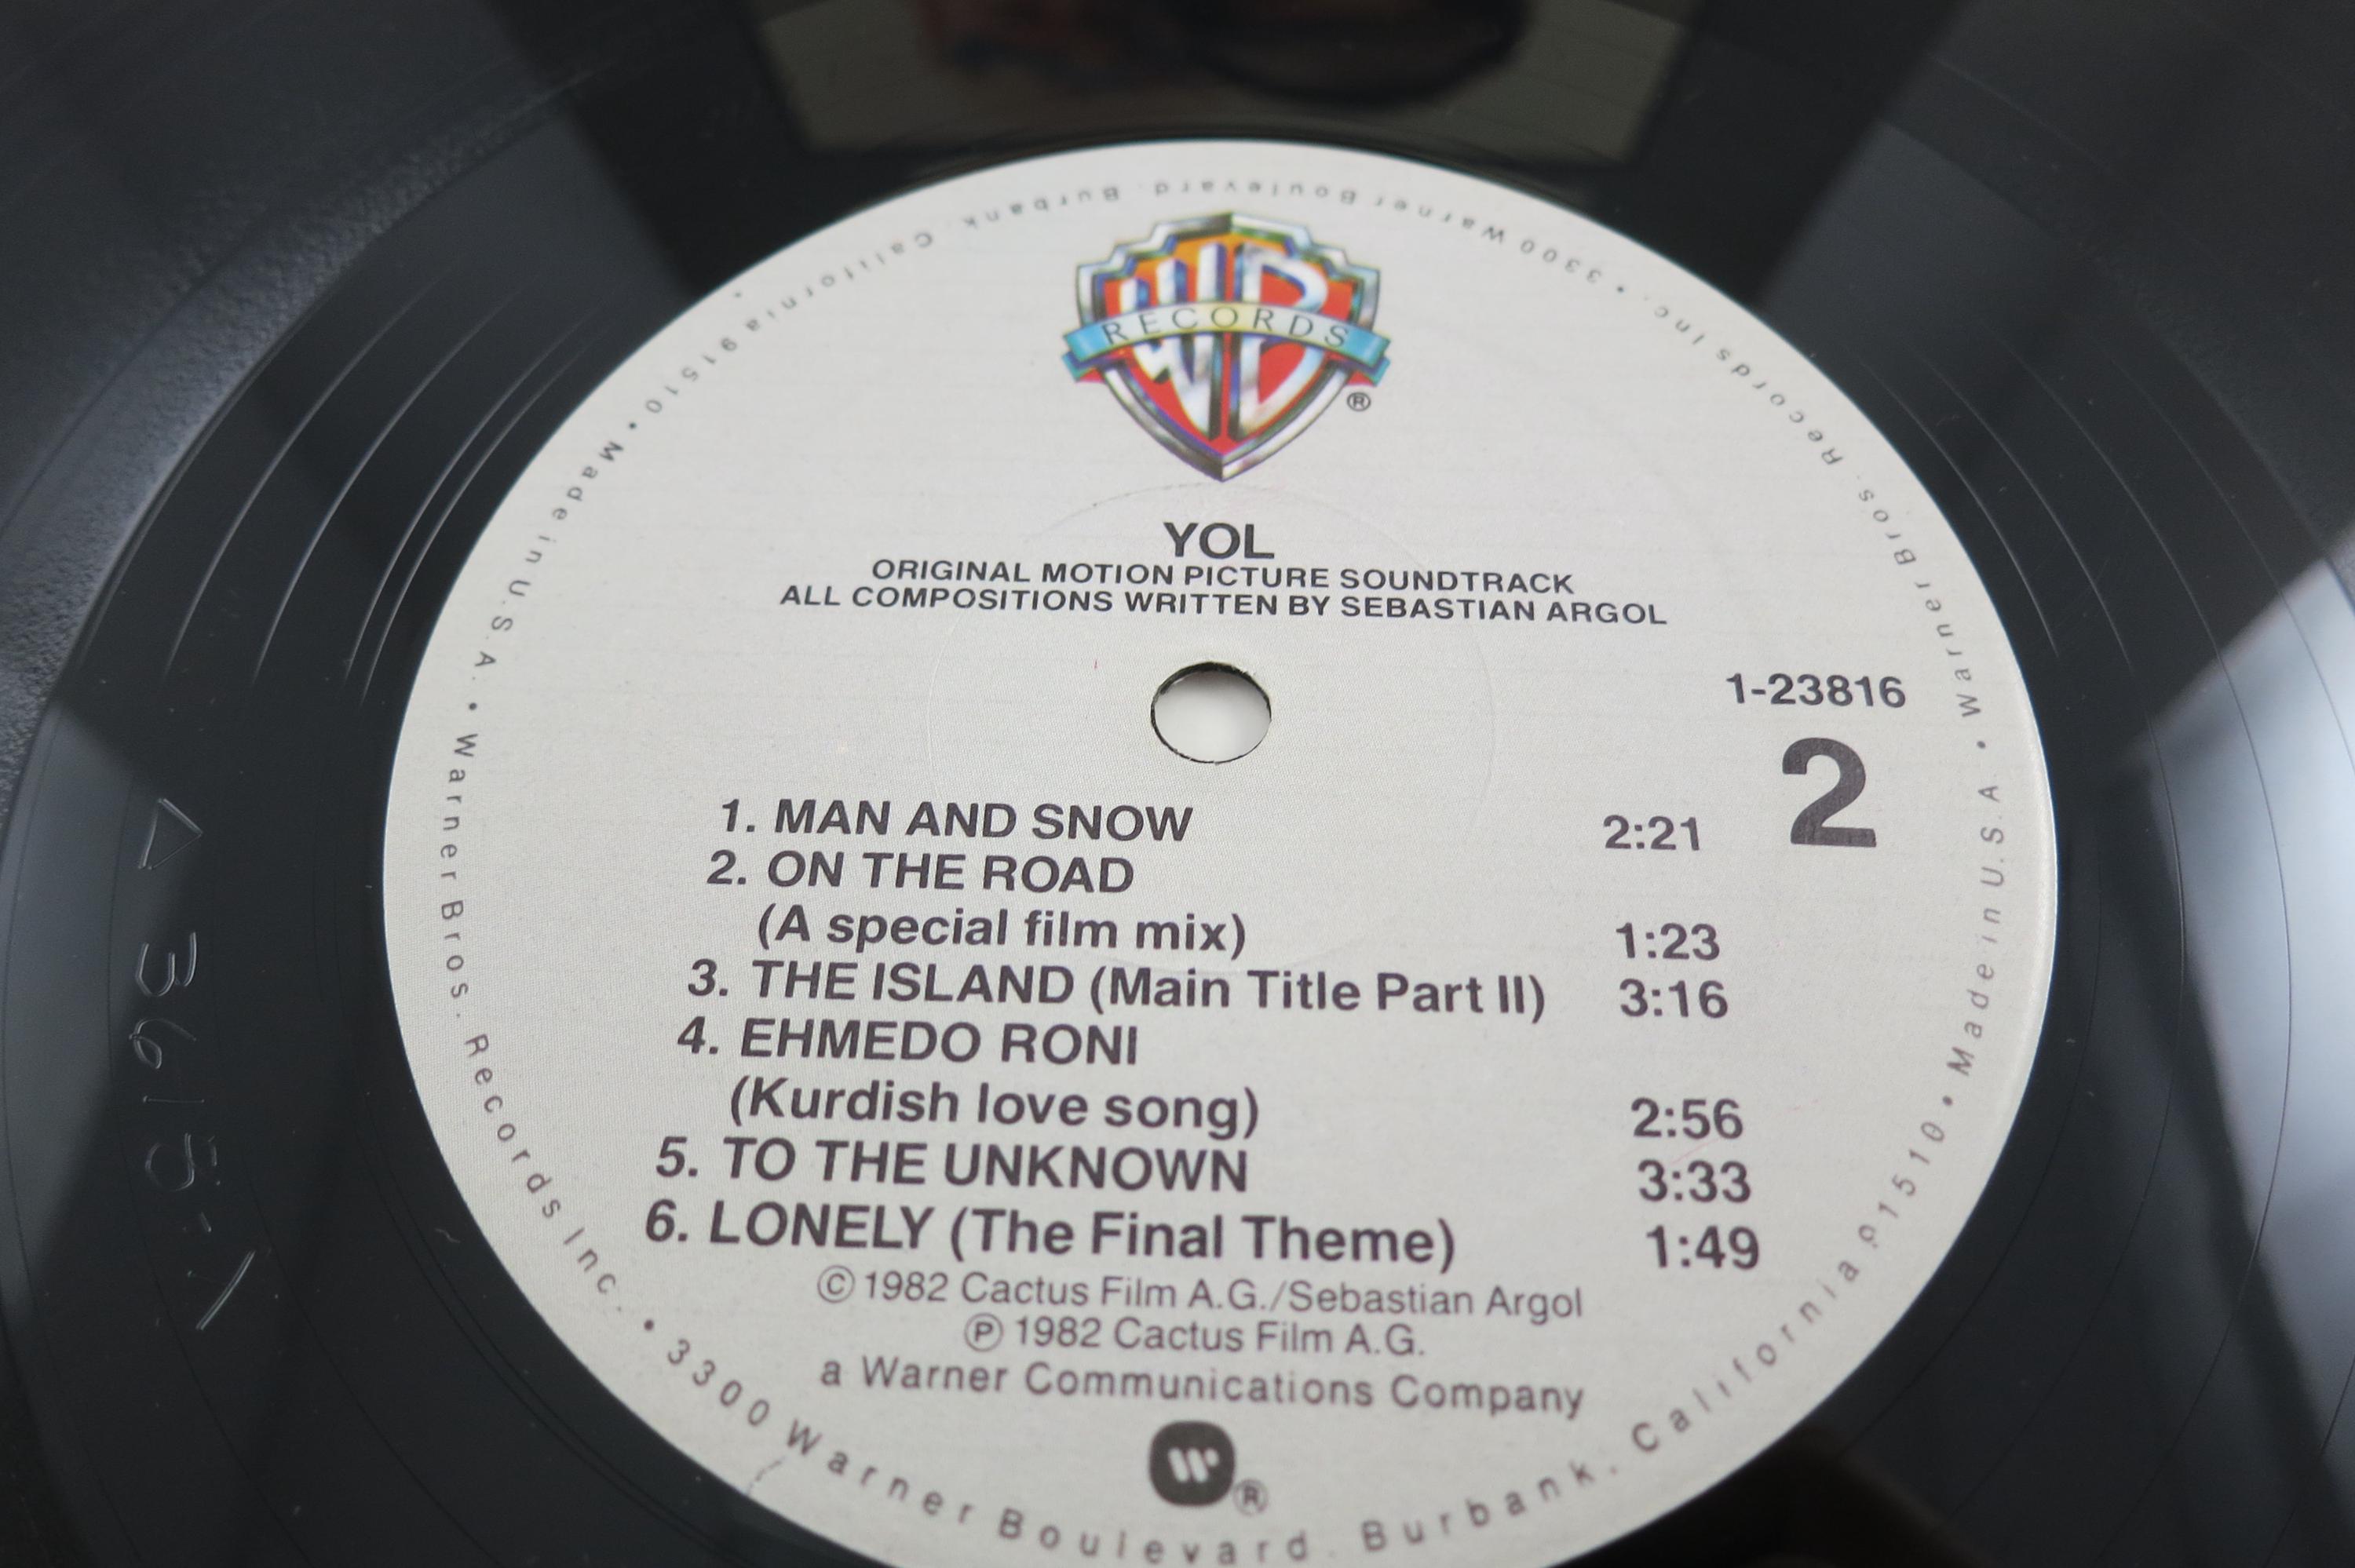 RECORDS
®
YOL
ORIGINAL MOTION PICTURE SOUNDTRACK
ALL COMPOSITIONS WRITTEN BY SEBASTIAN ARGOL
1-23816
2
1. MAN AND SNOW 2:21
2. ON THE ROAD
(A special film mix) 1:23
3. THE ISLAND (Main Title Part II) 3:16
4. EHMEDO RONI
(Kurdish love song) 2:56
5. TO THE UNKNOWN 3:33
6. LONELY (The Final Theme) 1:49
© 1982 Cactus Film A.G./Sebastian Argol
℗ 1982 Cactus Film A.G.
a Warner Communications Company
®
Warner Bros. Records Inc. • 3300 Warner Boulevard. Burbank. California 91510 • Made in U.S.A. • Warner Bros. Records Inc. • 3300 Warner Boulevard. Burbank. California 91510 • Made in U.S.A. •